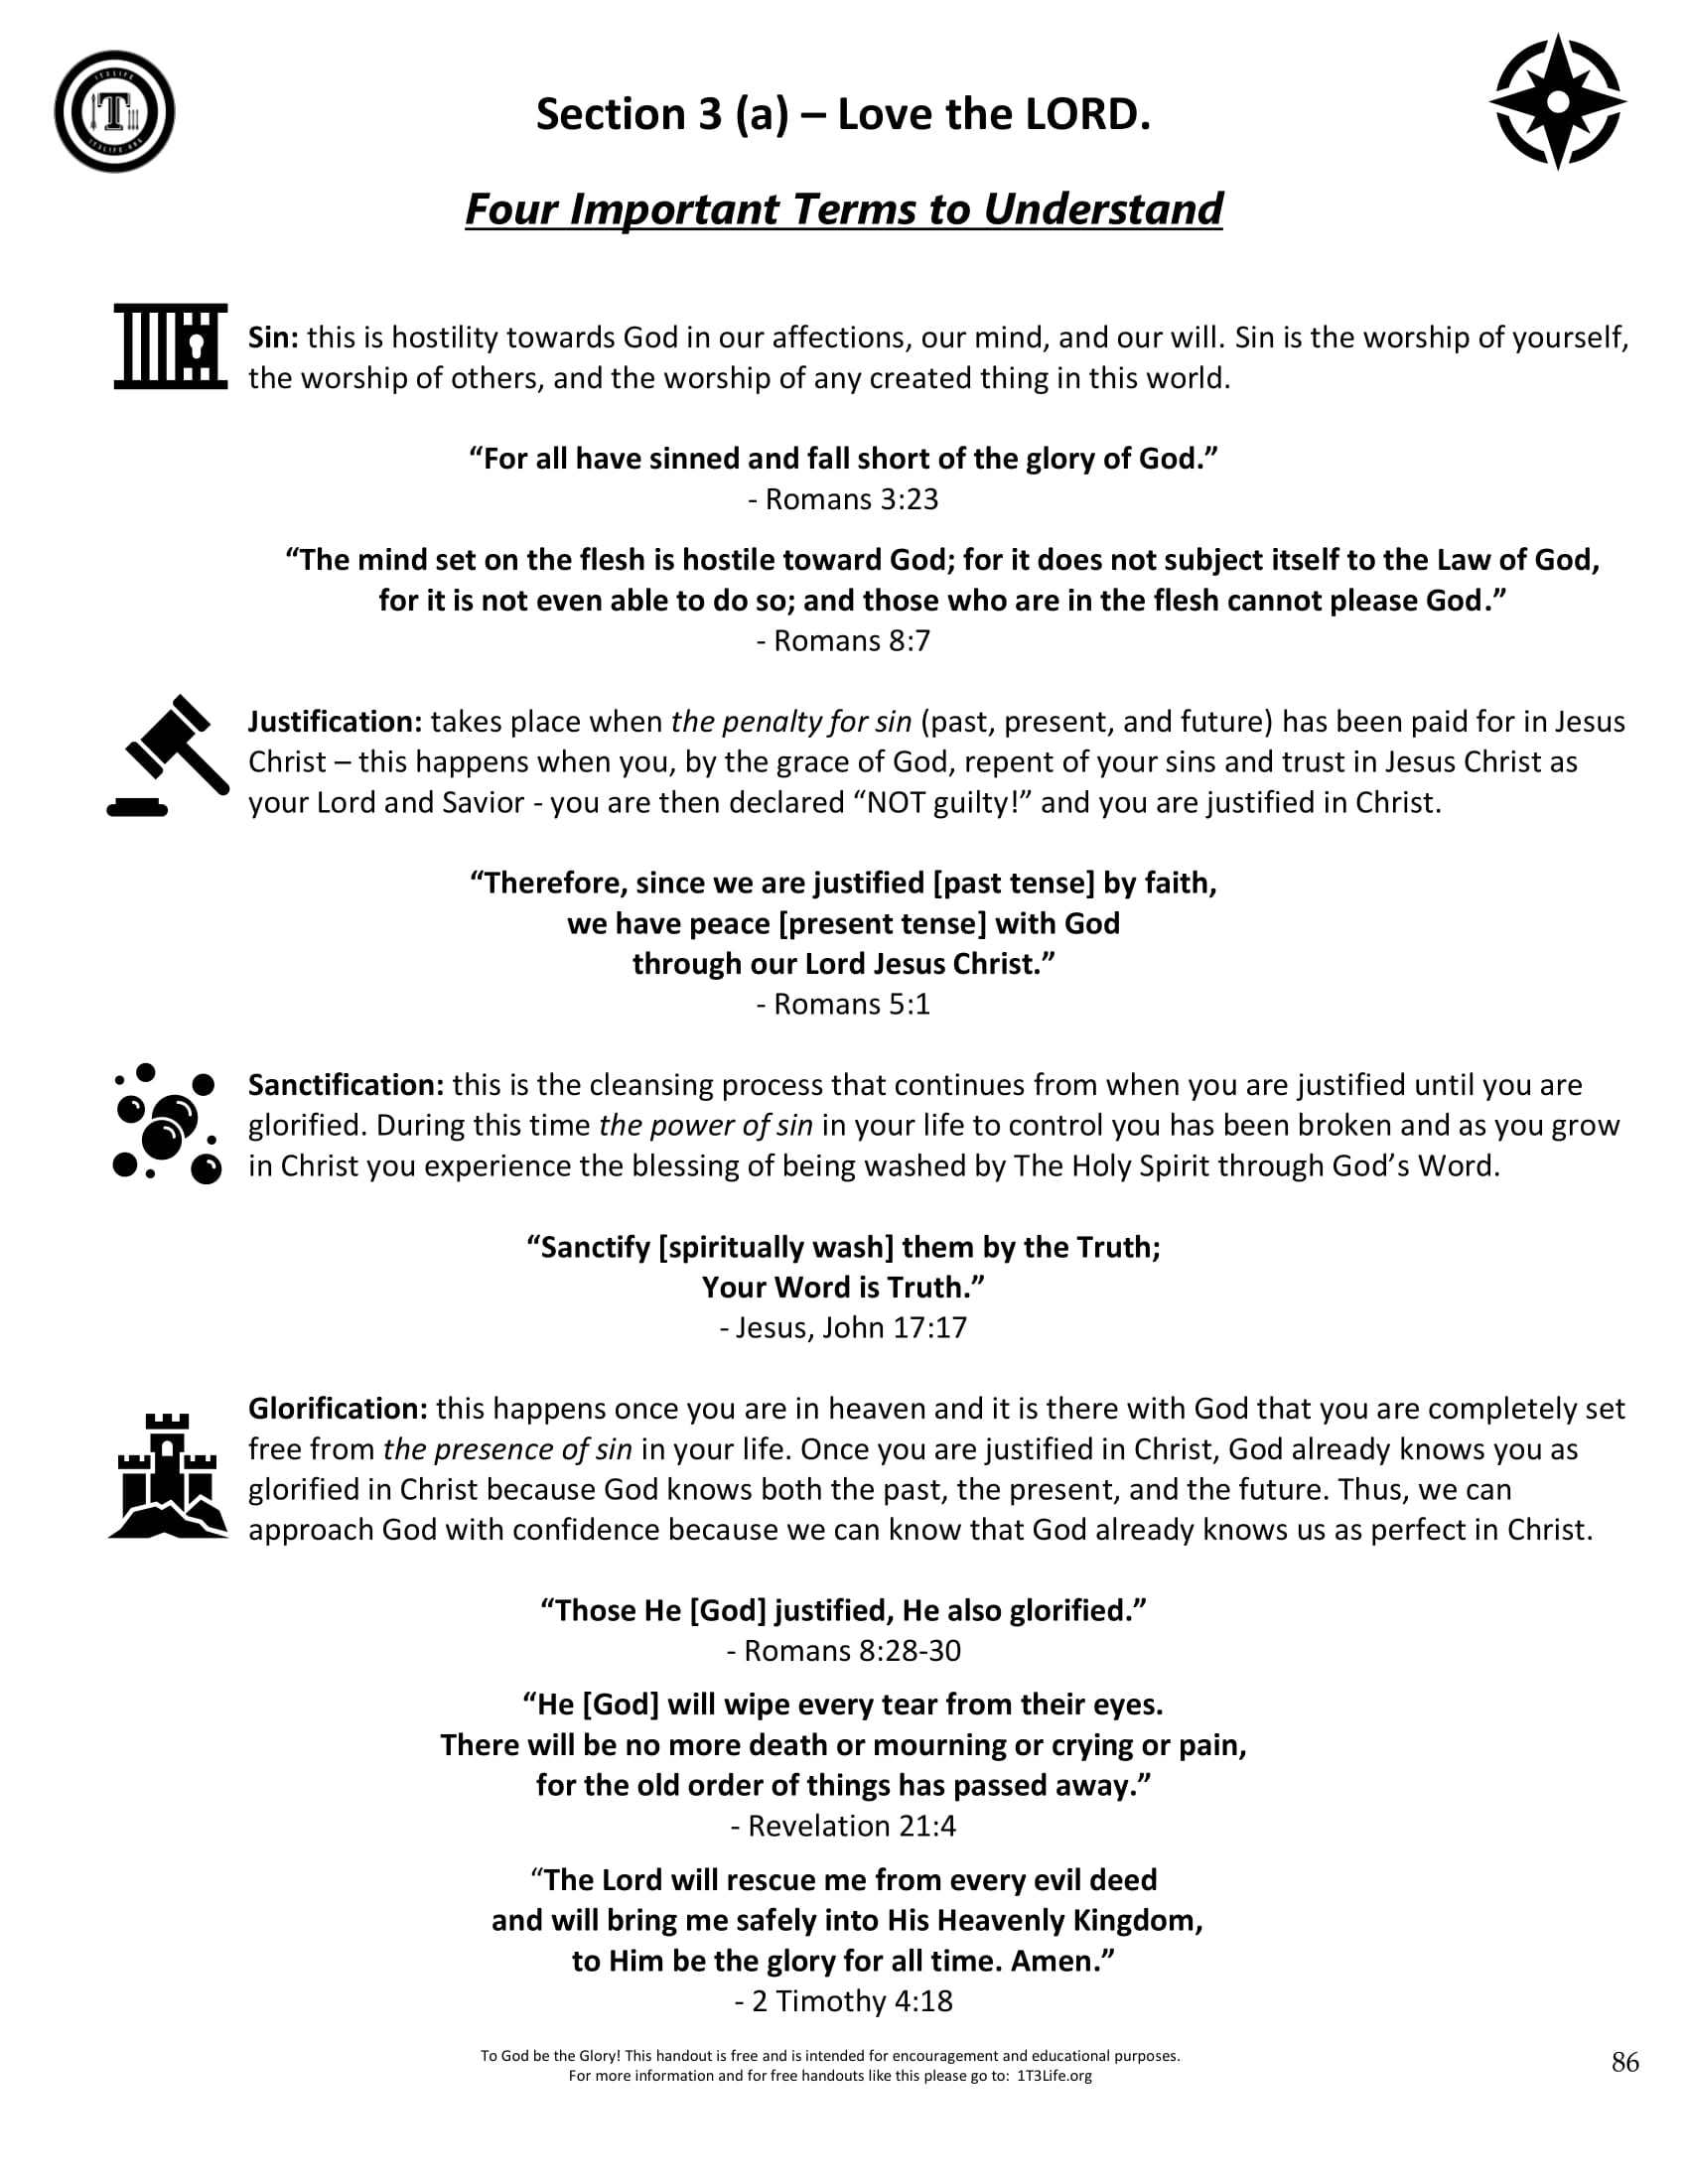 Section 3 (a) – Love the LORD.
Four Important Terms to Understand
Sin: this is hostility towards God in our affections, our mind, and our will. Sin is the worship of yourself,
the worship of others, and the worship of any created thing in this world.
“For all have sinned and fall short of the glory of God.”
- Romans 3:23
“The mind set on the flesh is hostile toward God; for it does not subject itself to the Law of God,
for it is not even able to do so; and those who are in the flesh cannot please God.”
- Romans 8:7
Justification: takes place when the penalty for sin (past, present, and future) has been paid for in Jesus
Christ – this happens when you, by the grace of God, repent of your sins and trust in Jesus Christ as
your Lord and Savior - you are then declared “NOT guilty!” and you are justified in Christ.
“Therefore, since we are justified [past tense] by faith,
we have peace [present tense] with God
through our Lord Jesus Christ.”
- Romans 5:1
Sanctification: this is the cleansing process that continues from when you are justified until you are
glorified. During this time the power of sin in your life to control you has been broken and as you grow
in Christ you experience the blessing of being washed by The Holy Spirit through God’s Word.
“Sanctify [spiritually wash] them by the Truth;
Your Word is Truth.”
- Jesus, John 17:17
Glorification: this happens once you are in heaven and it is there with God that you are completely set
free from the presence of sin in your life. Once you are justified in Christ, God already knows you as
glorified in Christ because God knows both the past, the present, and the future. Thus, we can
approach God with confidence because we can know that God already knows us as perfect in Christ.
“Those He [God] justified, He also glorified.”
- Romans 8:28-30
“He [God] will wipe every tear from their eyes.
There will be no more death or mourning or crying or pain,
for the old order of things has passed away.”
- Revelation 21:4
“The Lord will rescue me from every evil deed
and will bring me safely into His Heavenly Kingdom,
to Him be the glory for all time. Amen.”
- 2 Timothy 4:18
To God be the Glory! This handout is free and is intended for encouragement and educational purposes.
For more information and for free handouts like this please go to: 1T3Life.org
86